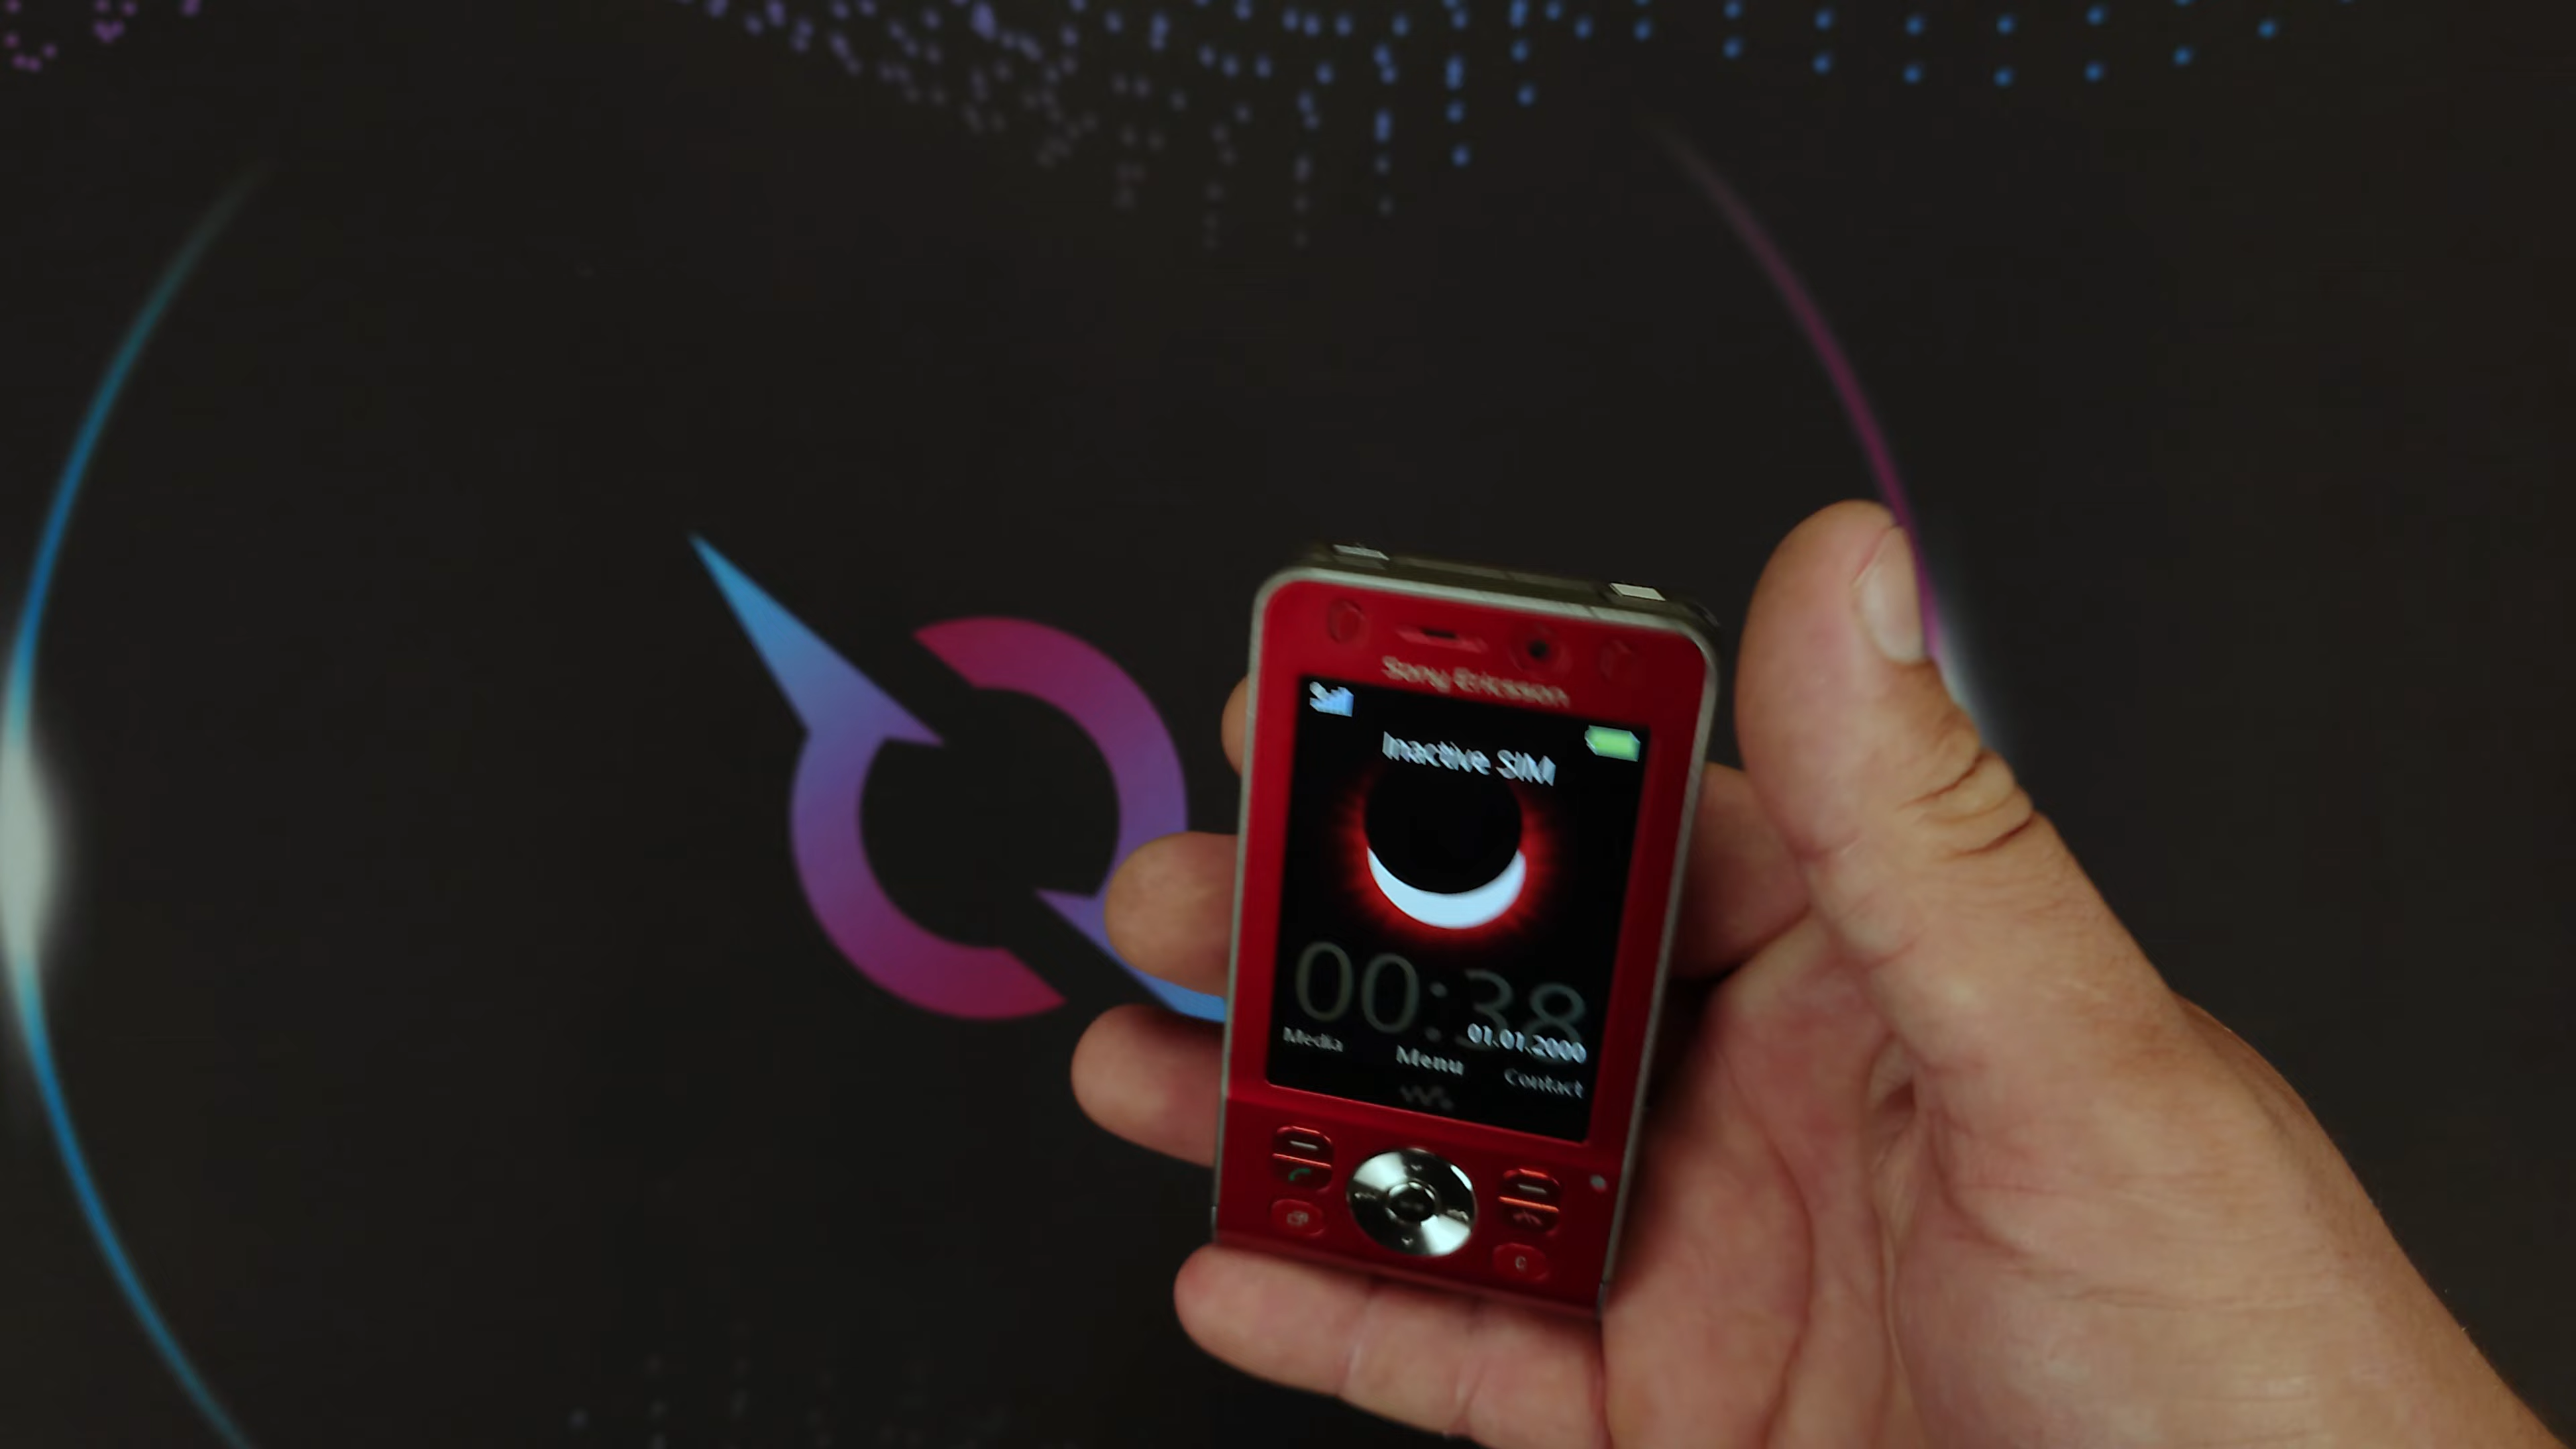 Sony Ericsson
Inactive SIM
00:38
01.01.2000
Media
Menu
Contact
C